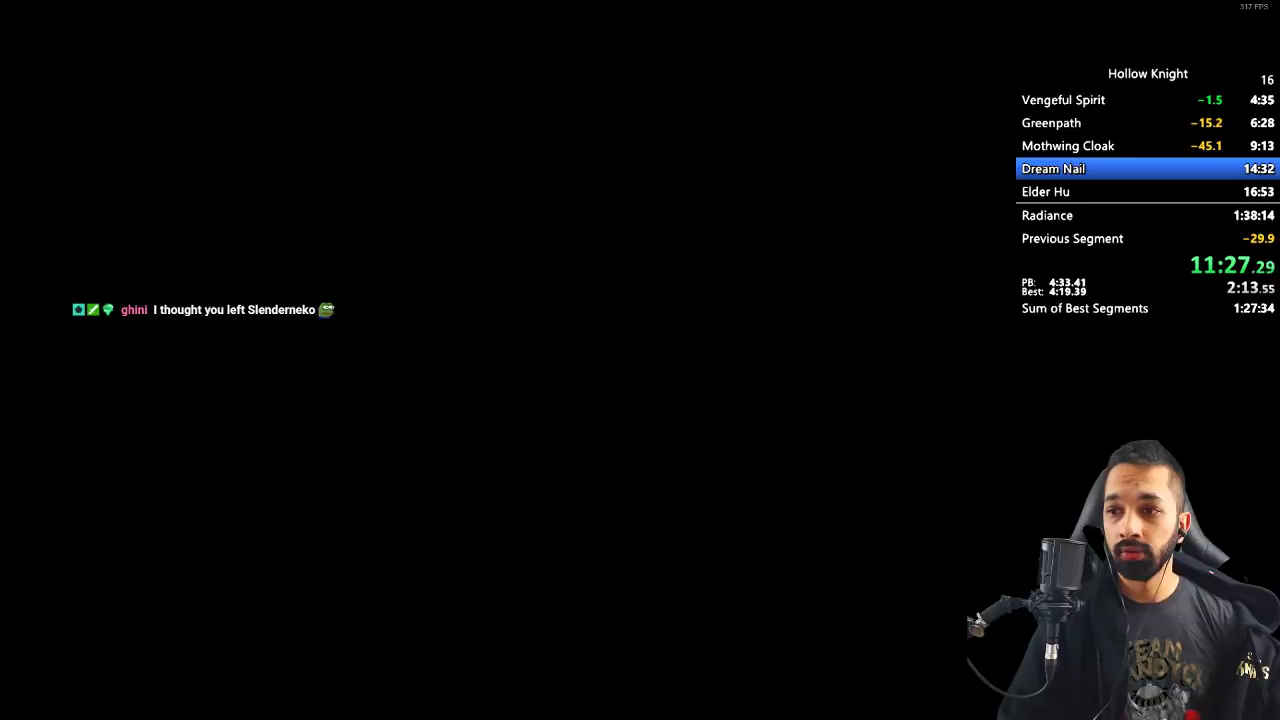 317 FPS
Hollow Knight 16
Vengeful Spirit -1.5 4:35
Greenpath -15.2 6:28
Mothwing Cloak -45.1 9:13
Dream Nail 14:32
Elder Hu 16:53
Radiance 1:38:14
Previous Segment -29.9
11:27.29
PB: 4:33.41
Best: 4:19.39 2:13.55
Sum of Best Segments 1:27:34
ghini I thought you left Slenderneko
TEAM